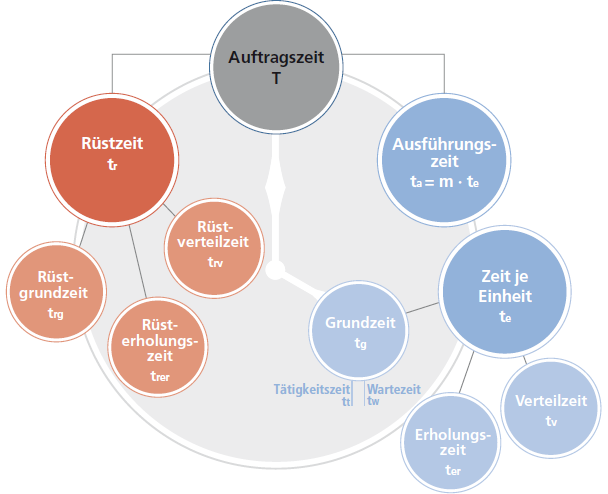 Auftragszeit
T
Rüstzeit
tr
Ausführungs-
zeit
ta = m · te
Rüst-
verteilzeit
trv
Rüst-
grundzeit
trg
Rüst-
erholungs-
zeit
trer
Zeit je
Einheit
te
Grundzeit
tg
Tätigkeitszeit
tt
Wartezeit
tw
Erholungs-
zeit
ter
Verteilzeit
tv